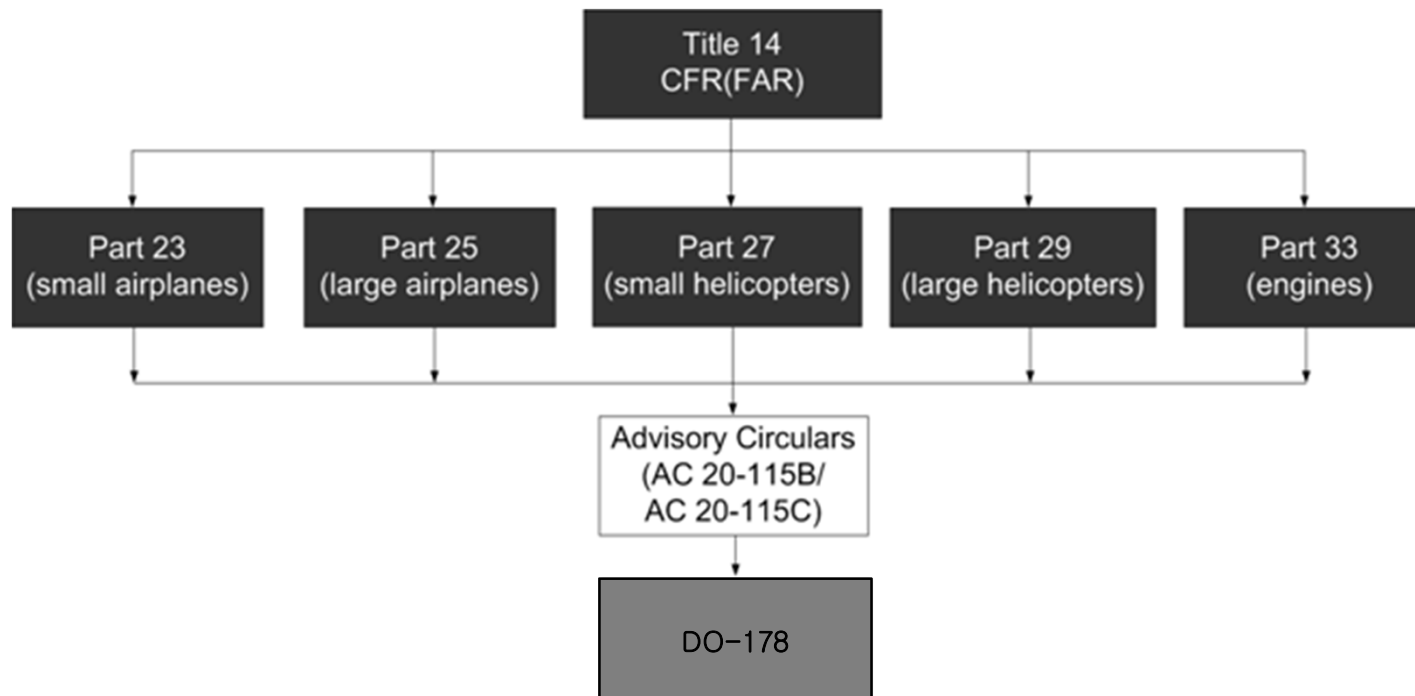 Title 14
CFR(FAR)
Part 23
(small airplanes)
Part 25
(large airplanes)
Part 27
(small helicopters)
Part 29
(large helicopters)
Part 33
(engines)
Advisory Circulars
(AC 20-115B/
AC 20-115C)
DO-178